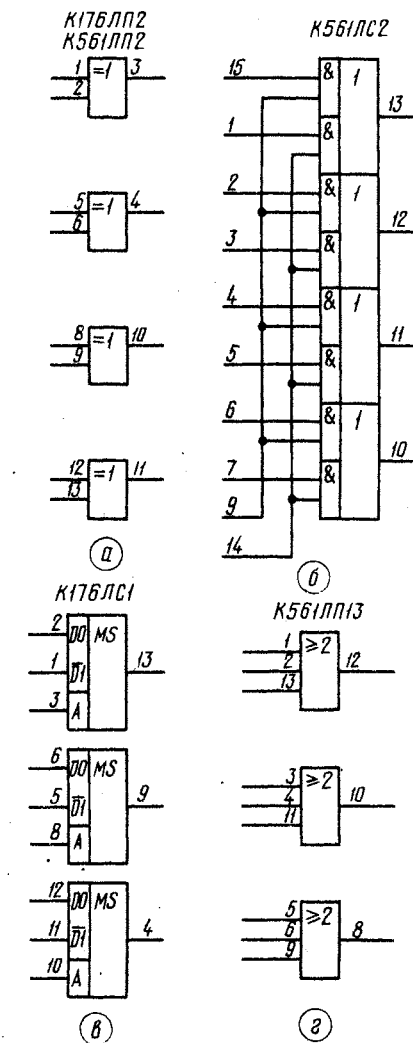 К176ЛП2
К561ЛП2
1 =1 3
2
5 =1 4
6
8 =1 10
9
12 =1 11
13
а
К561ЛС2
15 & 1 13
1 &
2 & 1 12
3 &
4 & 1 11
5 &
6 & 1 10
7 &
9
14
б
К176ЛС1
2 D0 MS 13
1 D1
3 A
6 D0 MS 9
5 D1
8 A
12 D0 MS 4
11 D1
10 A
в
К561ЛП13
1 ≥2 12
2
13
3 ≥2 10
4
11
5 ≥2 8
6
9
г